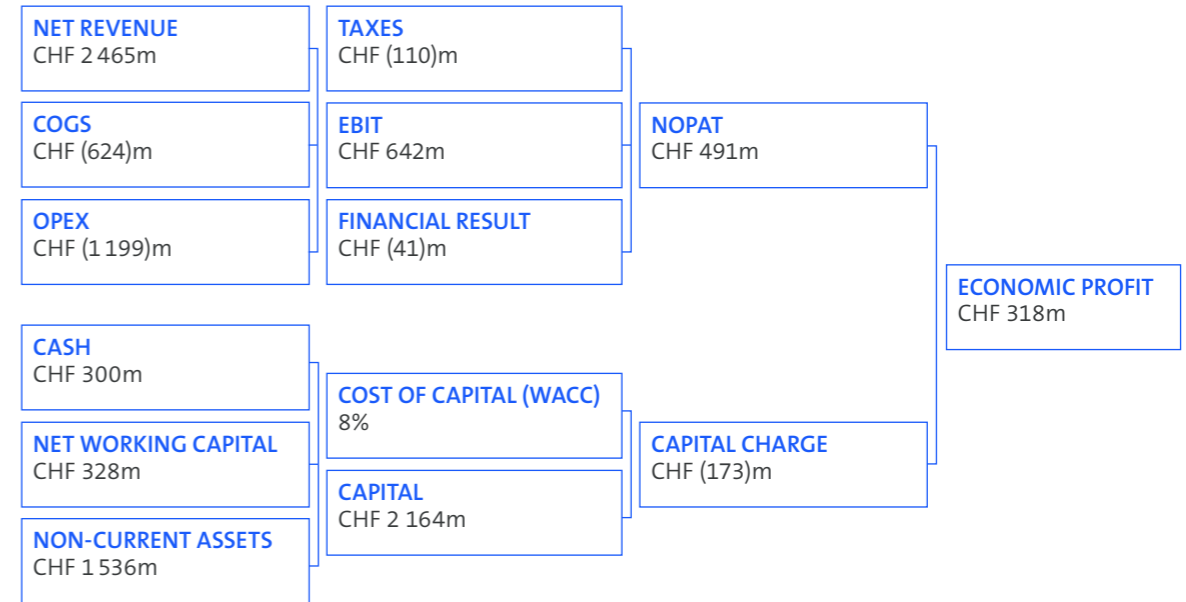 NET REVENUE
CHF 2 465m
COGS
CHF (624)m
OPEX
CHF (1 199)m
TAXES
CHF (110)m
EBIT
CHF 642m
FINANCIAL RESULT
CHF (41)m
NOPAT
CHF 491m
CASH
CHF 300m
NET WORKING CAPITAL
CHF 328m
NON-CURRENT ASSETS
CHF 1 536m
COST OF CAPITAL (WACC)
8%
CAPITAL
CHF 2 164m
CAPITAL CHARGE
CHF (173)m
ECONOMIC PROFIT
CHF 318m